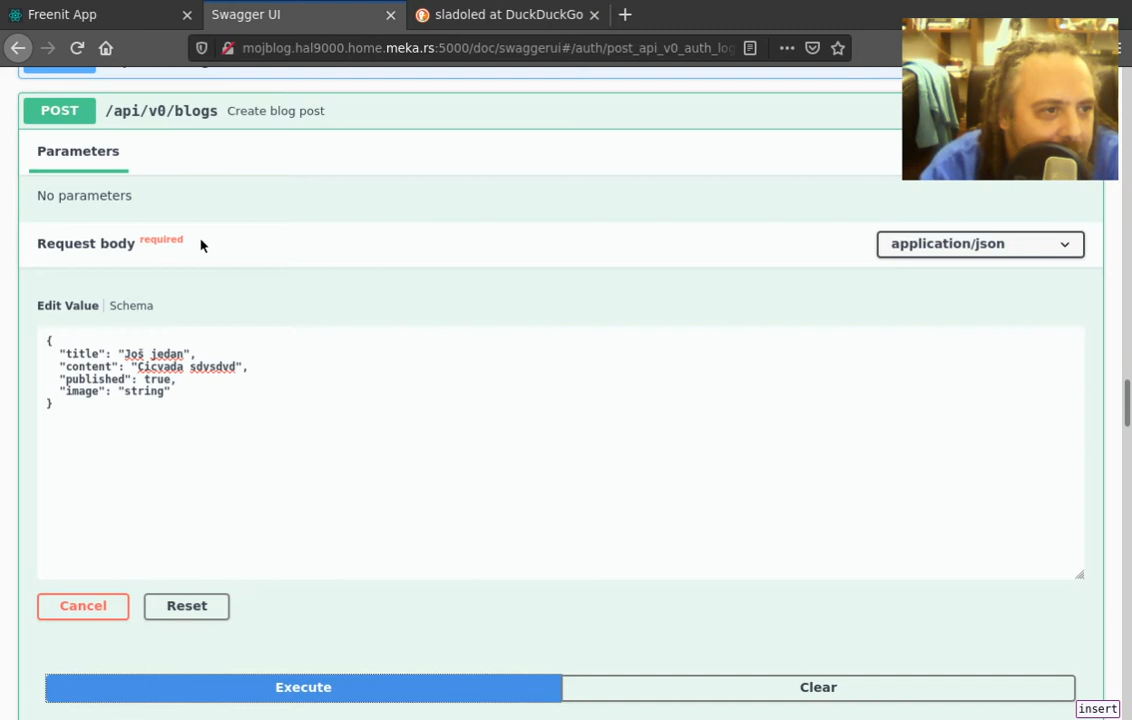 Freenit App
Swagger UI
sladoled at DuckDuckGo
mojblog.hal9000.home.meka.rs:5000/doc/swaggerui#/auth/post_api_v0_auth_log
POST /api/v0/blogs Create blog post
Parameters
No parameters
Request body required
application/json
Edit Value | Schema
{
"title": "Još jedan",
"content": "Cicvada sdvsdvd",
"published": true,
"image": "string"
}
Cancel
Reset
Execute
Clear
insert